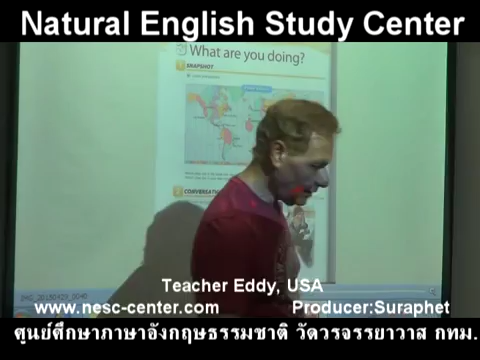 Natural English Study Center
What are you doing?
1 SNAPSHOT
2 CONVERSATION
Teacher Eddy, USA
www.nesc-center.com Producer:Suraphet
ศูนย์ศึกษาภาษาอังกฤษธรรมชาติ วัดวรจรรยาวาส กทม.